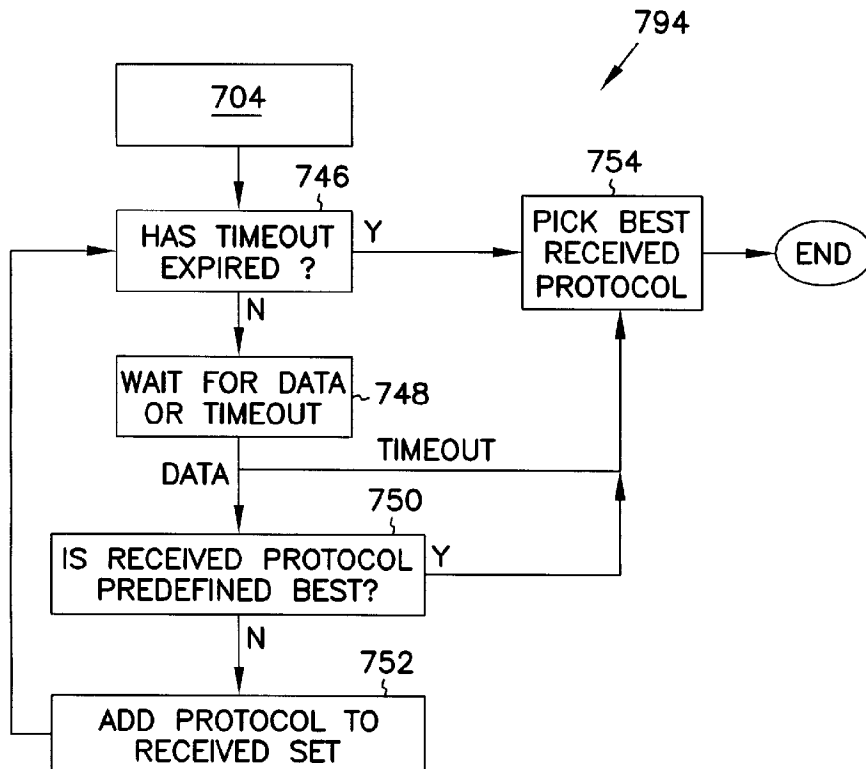 794
704
746
HAS TIMEOUT
EXPIRED ?
Y
754
PICK BEST
RECEIVED
PROTOCOL
END
N
WAIT FOR DATA
OR TIMEOUT
748
TIMEOUT
DATA
750
IS RECEIVED PROTOCOL
PREDEFINED BEST?
Y
N
752
ADD PROTOCOL TO
RECEIVED SET